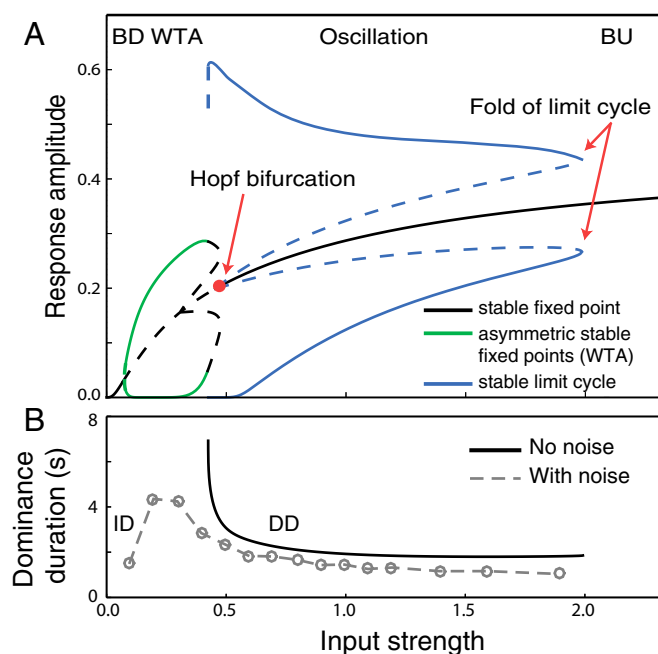 A
BD WTA Oscillation BU
Fold of limit cycle
Hopf bifurcation
Response amplitude
0.6
0.4
0.2
0.0
stable fixed point
asymmetric stable
fixed points (WTA)
stable limit cycle
B
Dominance
duration (s)
8
4
0
No noise
With noise
ID
DD
0.0 0.5 1.0 1.5 2.0
Input strength